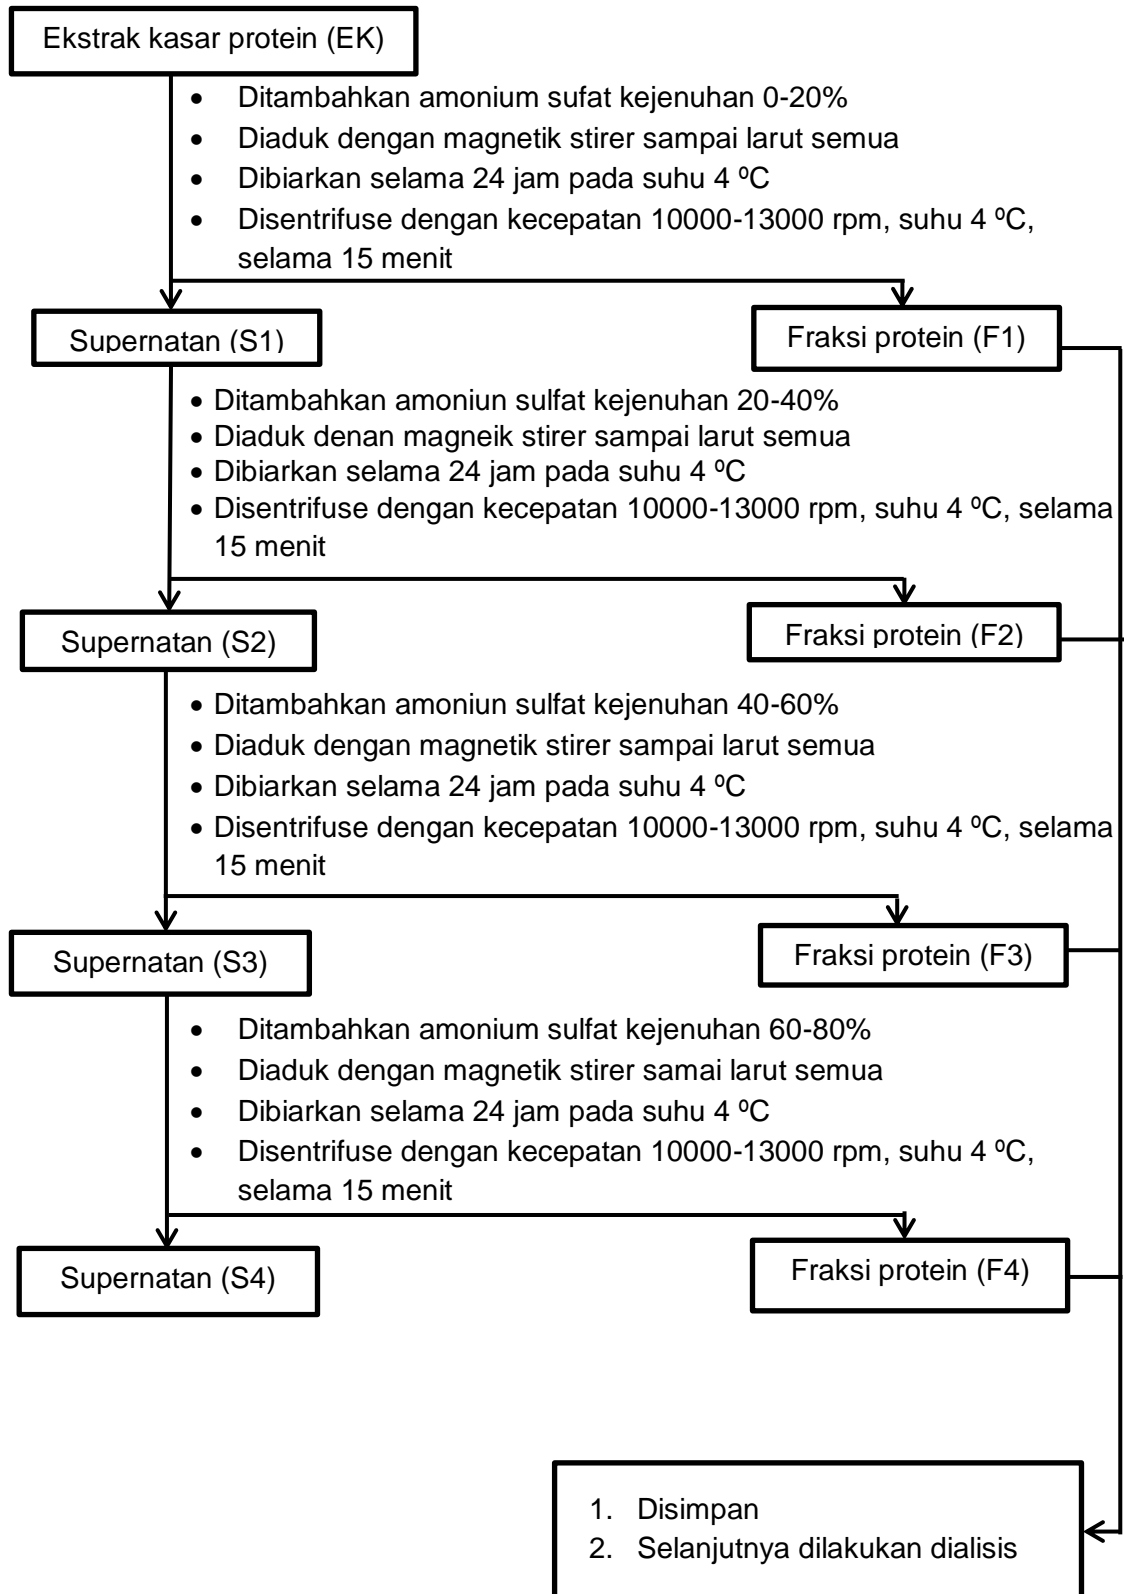 Ekstrak kasar protein (EK)
• Ditambahkan amonium sufat kejenuhan 0-20%
• Diaduk dengan magnetik stirer sampai larut semua
• Dibiarkan selama 24 jam pada suhu 4 ºC
• Disentrifuse dengan kecepatan 10000-13000 rpm, suhu 4 ºC,
selama 15 menit
Supernatan (S1)
Fraksi protein (F1)
• Ditambahkan amoniun sulfat kejenuhan 20-40%
• Diaduk denan magneik stirer sampai larut semua
• Dibiarkan selama 24 jam pada suhu 4 ºC
• Disentrifuse dengan kecepatan 10000-13000 rpm, suhu 4 ºC, selama
15 menit
Supernatan (S2)
Fraksi protein (F2)
• Ditambahkan amoniun sulfat kejenuhan 40-60%
• Diaduk dengan magnetik stirer sampai larut semua
• Dibiarkan selama 24 jam pada suhu 4 ºC
• Disentrifuse dengan kecepatan 10000-13000 rpm, suhu 4 ºC, selama
15 menit
Supernatan (S3)
Fraksi protein (F3)
• Ditambahkan amonium sulfat kejenuhan 60-80%
• Diaduk dengan magnetik stirer samai larut semua
• Dibiarkan selama 24 jam pada suhu 4 ºC
• Disentrifuse dengan kecepatan 10000-13000 rpm, suhu 4 ºC,
selama 15 menit
Supernatan (S4)
Fraksi protein (F4)
1. Disimpan
2. Selanjutnya dilakukan dialisis